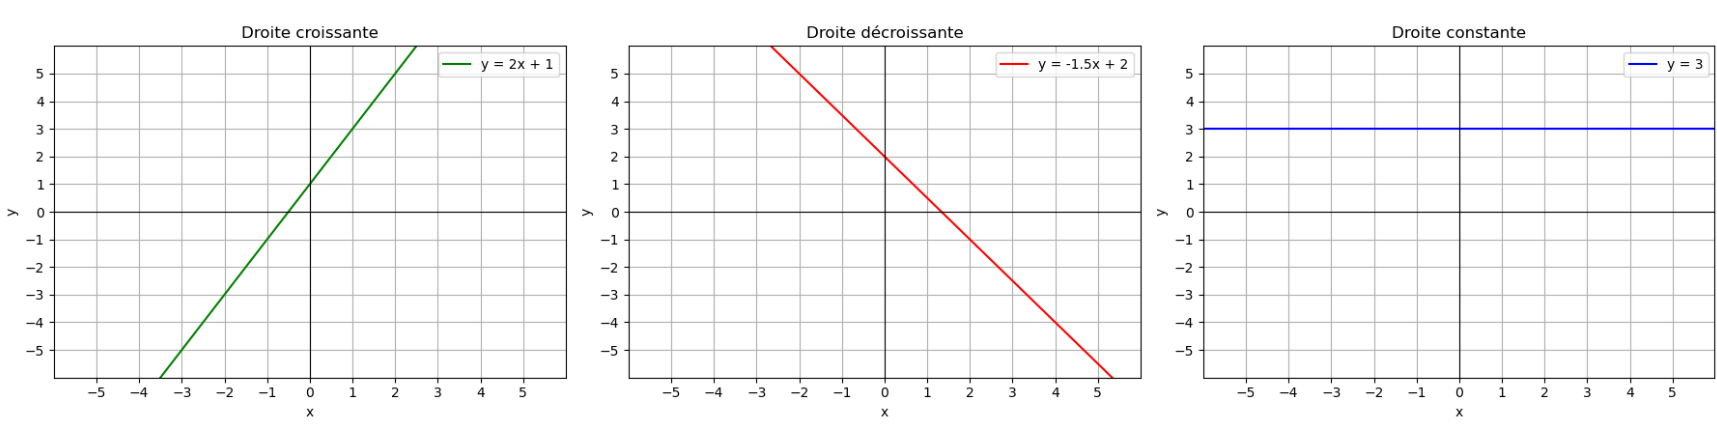 Droite croissante
y = 2x + 1
5
4
3
2
1
0
−1
−2
−3
−4
−5
y
−5 −4 −3 −2 −1 0 1 2 3 4 5
x
Droite décroissante
y = -1.5x + 2
5
4
3
2
1
0
−1
−2
−3
−4
−5
y
−5 −4 −3 −2 −1 0 1 2 3 4 5
x
Droite constante
y = 3
5
4
3
2
1
0
−1
−2
−3
−4
−5
y
−5 −4 −3 −2 −1 0 1 2 3 4 5
x